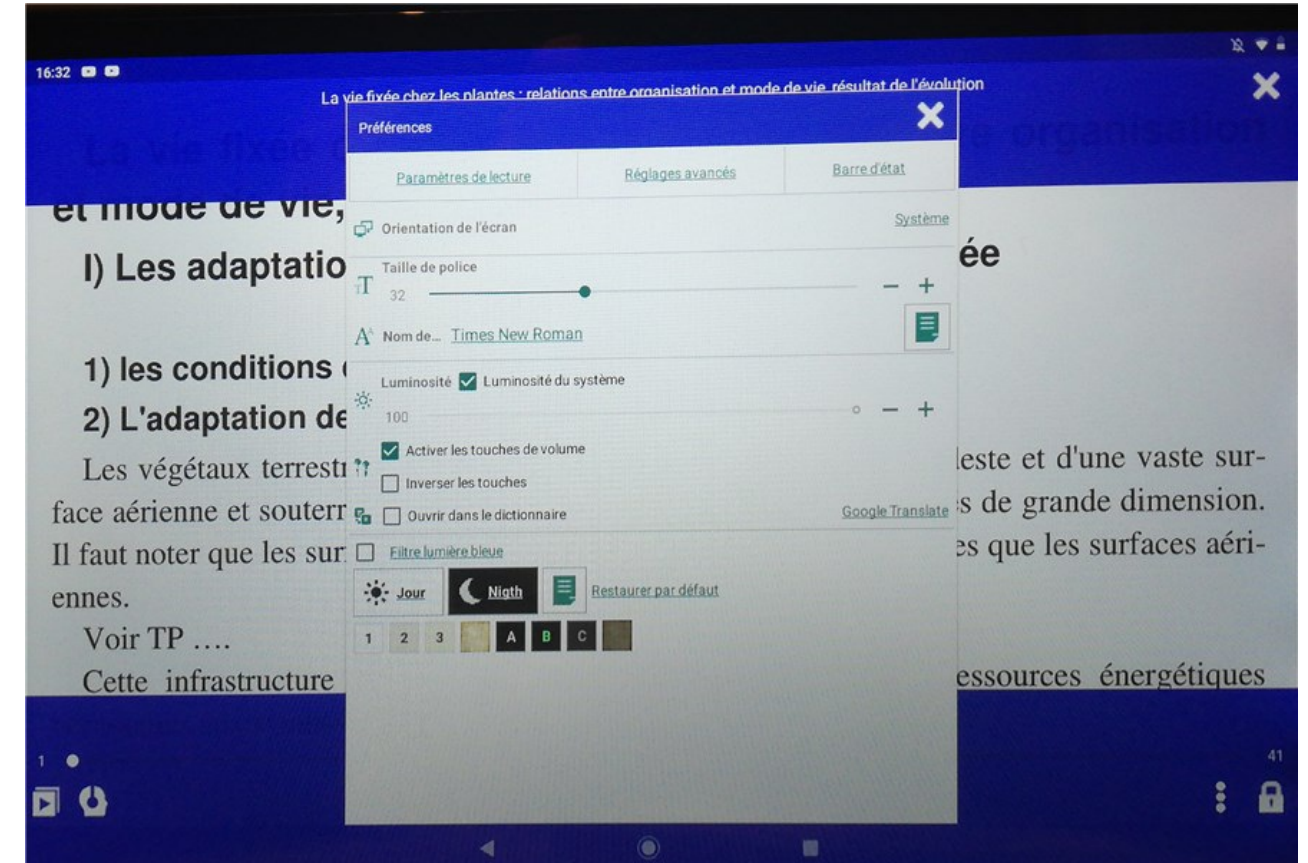 16:32
La vie fixée chez les plantes : relations entre organisation et mode de vie, résultat de l'évolution
Préférences
La vie fixée
organisation
Paramètres de lecture
Réglages avancés
Barre d'état
et mode de vie,
Orientation de l'écran
Système
I) Les adaptatio
ée
Taille de police
32
Nom de... Times New Roman
1) les conditions
Luminosité Luminosité du système
100
2) L'adaptation de
Activer les touches de volume
Les végétaux terrestr
leste et d'une vaste sur-
Inverser les touches
face aérienne et souterr
s de grande dimension.
Ouvrir dans le dictionnaire
Google Translate
Il faut noter que les sur
es que les surfaces aéri-
Filtre lumière bleue
ennes.
Jour Nigth Restaurer par défaut
1 2 3 A B C
Voir TP ....
Cette infrastructure
essources énergétiques
1
41